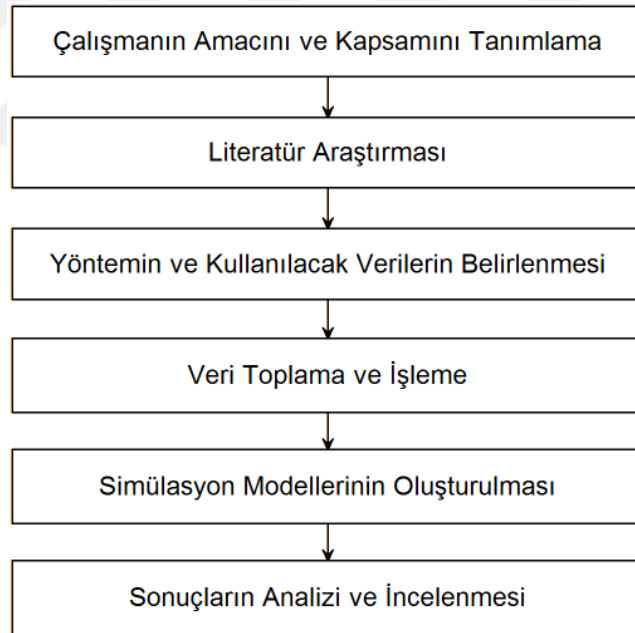 Çalışmanın Amacını ve Kapsamını Tanımlama
Literatür Araştırması
Yöntemin ve Kullanılacak Verilerin Belirlenmesi
Veri Toplama ve İşleme
Simülasyon Modellerinin Oluşturulması
Sonuçların Analizi ve İncelenmesi